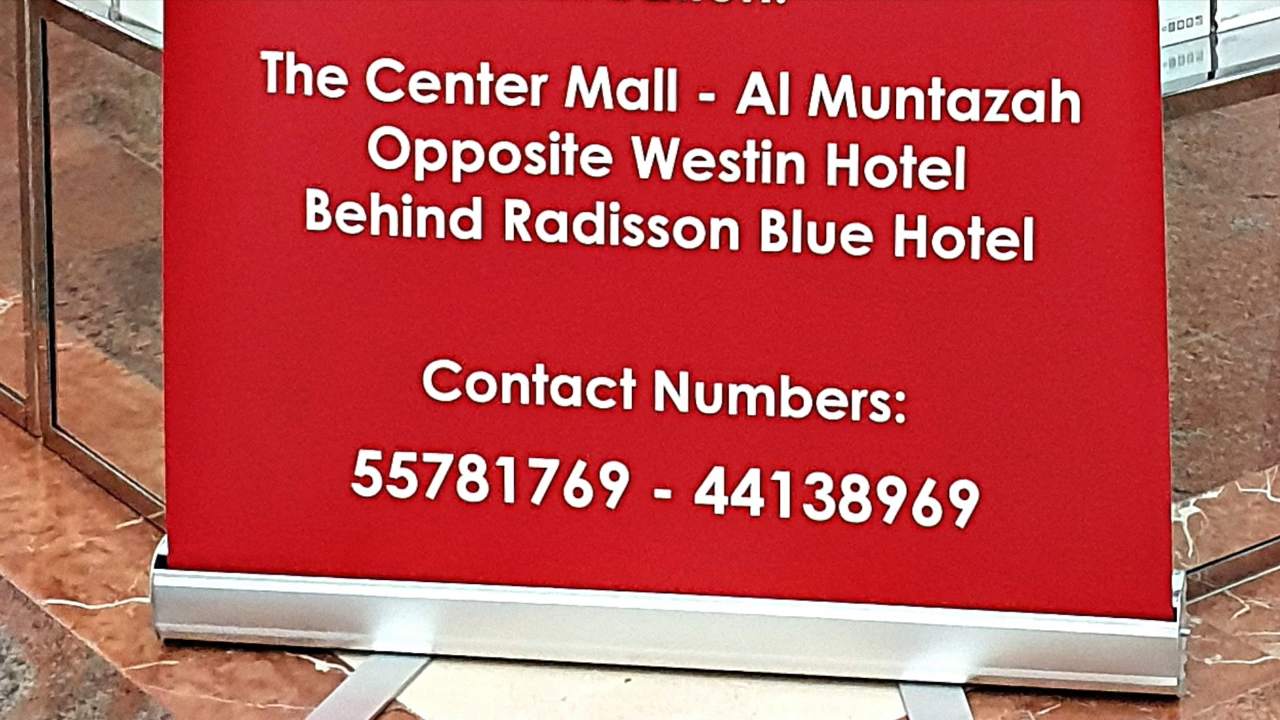 The Center Mall - Al Muntazah
Opposite Westin Hotel
Behind Radisson Blue Hotel
Contact Numbers:
55781769 - 44138969